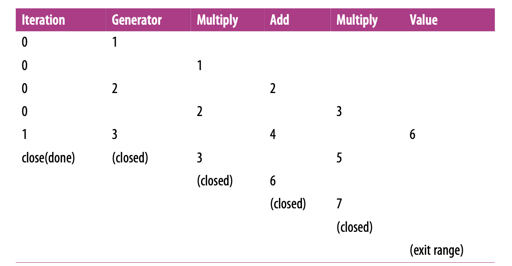 Iteration Generator Multiply Add Multiply Value
0 1
0 1
0 2 2
0 2 3
1 3 4 6
close(done) (closed) 3 5
(closed) 6
(closed) 7
(closed)
(exit range)